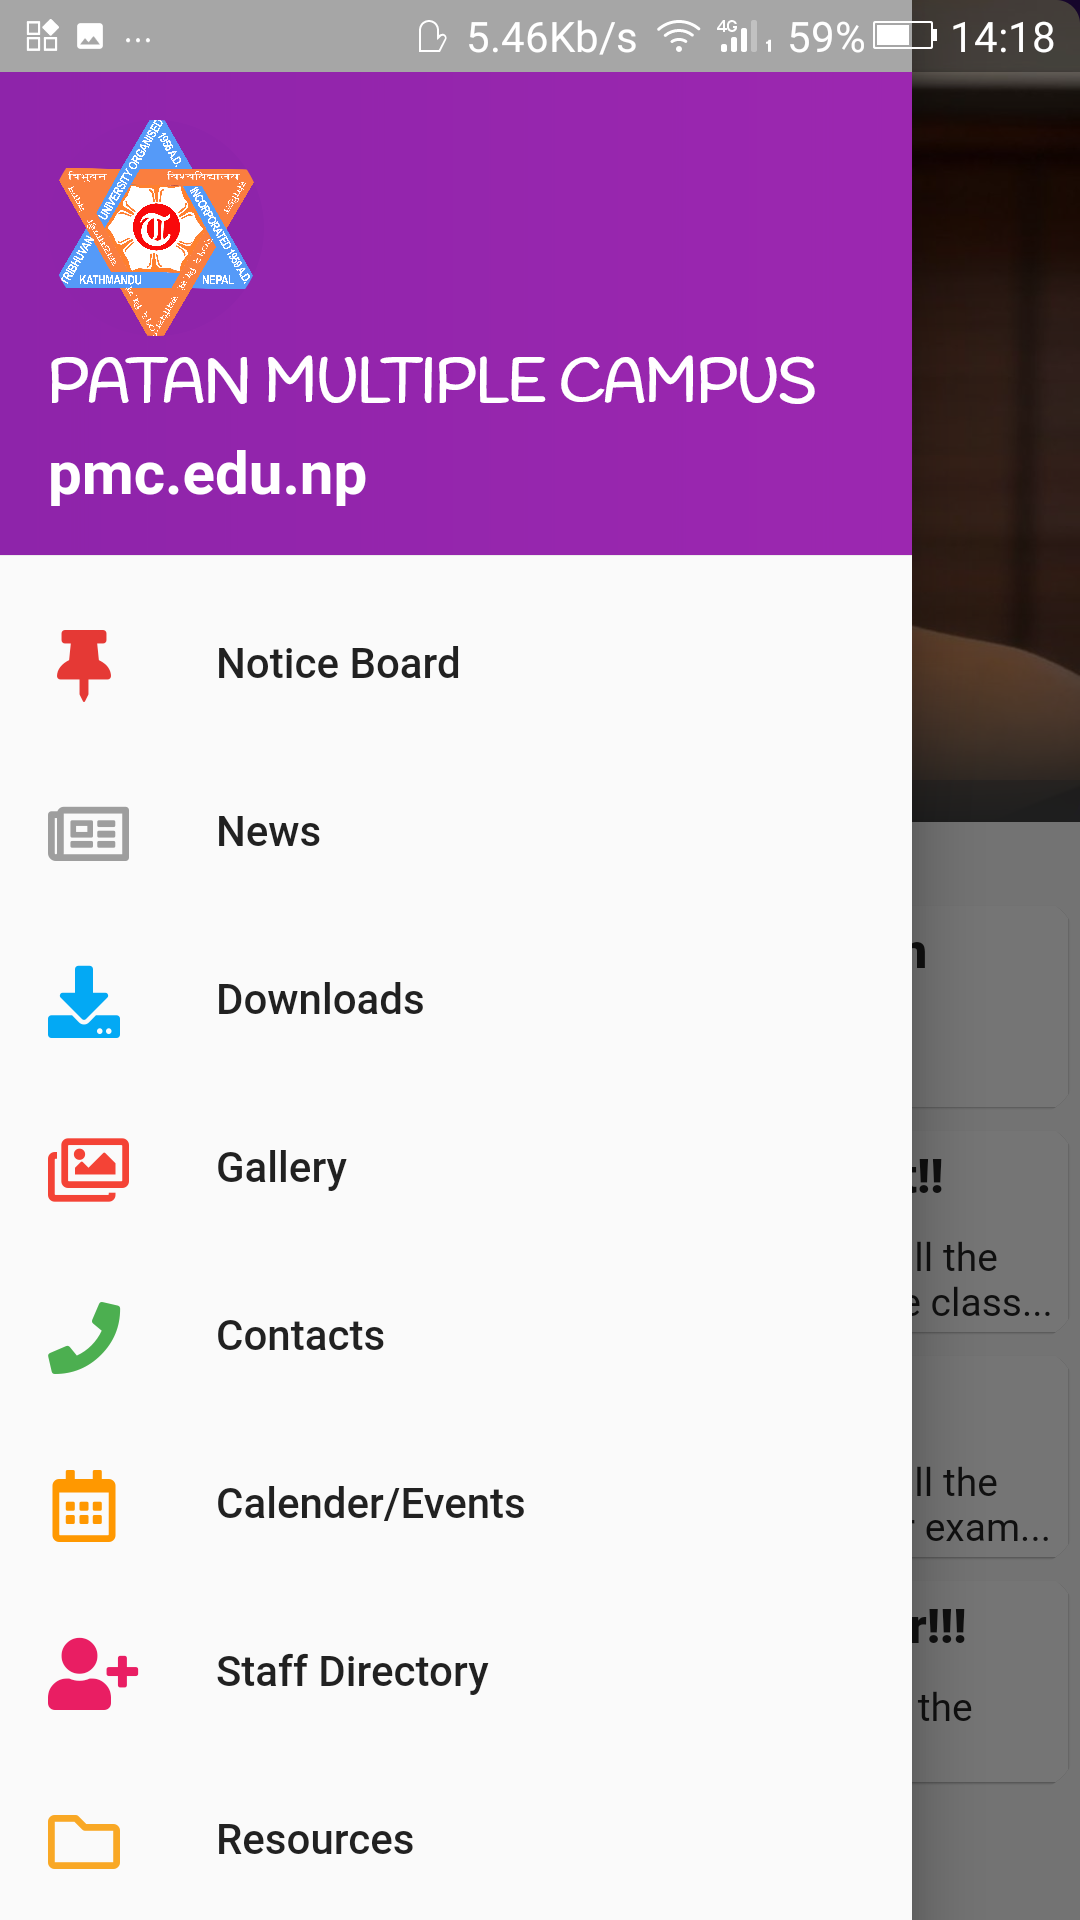 ... 5.46Kb/s 4G 1 59% 14:18
UNIVERSITY ORGANISED
1956 A.D.
त्रिभुवन विश्वविद्यालय
INCORPORATED 1959 A.D.
TRIBHUVAN
KATHMANDU NEPAL
T
PATAN MULTIPLE CAMPUS
pmc.edu.np
Notice Board
News
Downloads
Gallery
Contacts
Calender/Events
Staff Directory
Resources
!!
ll the
class...
ll the
exam...
r!!!
the